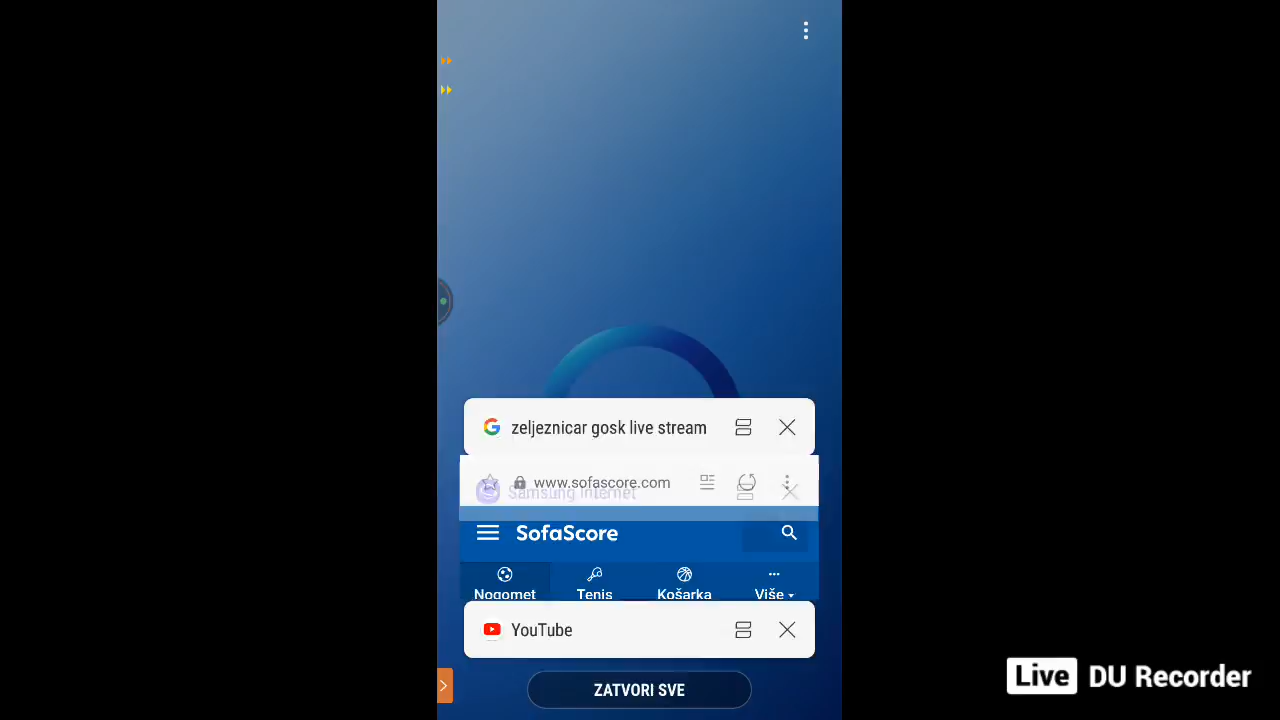 zeljeznicar gosk live stream
www.sofascore.com
Samsung Internet
SofaScore
Nogomet Tenis Košarka Više
YouTube
ZATVORI SVE
Live DU Recorder